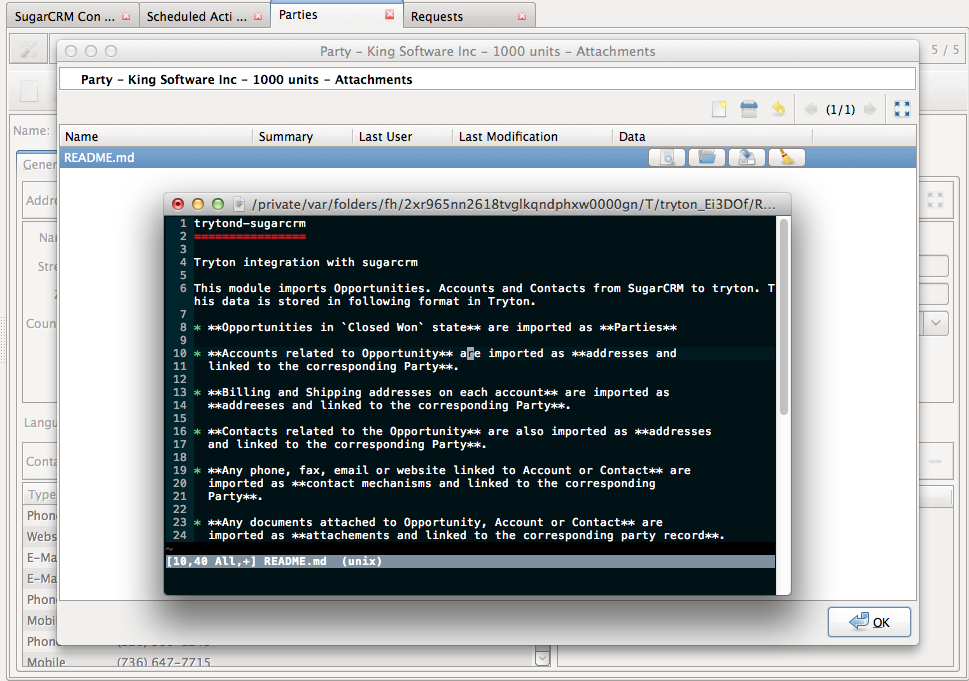 SugarCRM Con ...
Scheduled Acti ...
Parties
Requests
Party – King Software Inc – 1000 units – Attachments
5 / 5
Party – King Software Inc – 1000 units – Attachments
(1/1)
Name:
Name Summary Last User Last Modification Data
README.md
Gener
Addre
/private/var/folders/fh/2xr965nn2618tvglkqndphxw0000gn/T/tryton_Ei3DOf/R...
1 trytond-sugarcrm
2 ================
3
4 Tryton integration with sugarcrm
5
6 This module imports Opportunities. Accounts and Contacts from SugarCRM to tryton. T
his data is stored in following format in Tryton.
7
8 * **Opportunities in `Closed Won` state** are imported as **Parties**
9
10 * **Accounts related to Opportunity** are imported as **addresses and
11 linked to the corresponding Party**.
12
13 * **Billing and Shipping addresses on each account** are imported as
14 **addreeses and linked to the corresponding Party**.
15
16 * **Contacts related to the Opportunity** are also imported as **addresses
17 and linked to the corresponding Party**.
18
19 * **Any phone, fax, email or website linked to Account or Contact** are
20 imported as **contact mechanisms and linked to the corresponding
21 Party**.
22
23 * **Any documents attached to Opportunity, Account or Contact** are
24 imported as **attachements and linked to the corresponding party record**.
~
[10,40 All,+] README.md (unix)
Nar
Stre
Coun
Langu
Conta
Type
Phon
Webs
E-Ma
E-Ma
Phon
Mobi
Phone
Mobile (736) 647-7715
OK